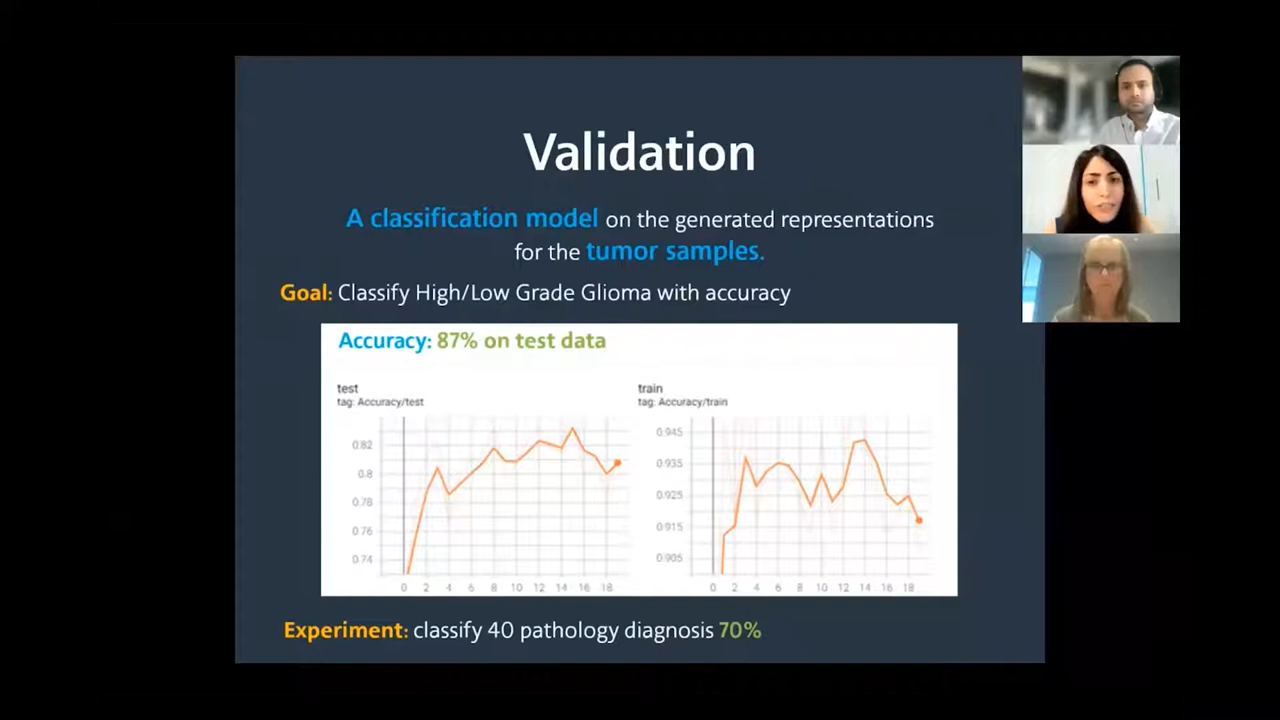 Validation
A classification model on the generated representations
for the tumor samples.
Goal: Classify High/Low Grade Glioma with accuracy
Accuracy: 87% on test data
test
tag: Accuracy/test
0.82
0.8
0.78
0.76
0.74
0 2 4 6 8 10 12 14 16 18
train
tag: Accuracy/train
0.945
0.935
0.925
0.915
0.905
0 2 4 6 8 10 12 14 16 18
Experiment: classify 40 pathology diagnosis 70%